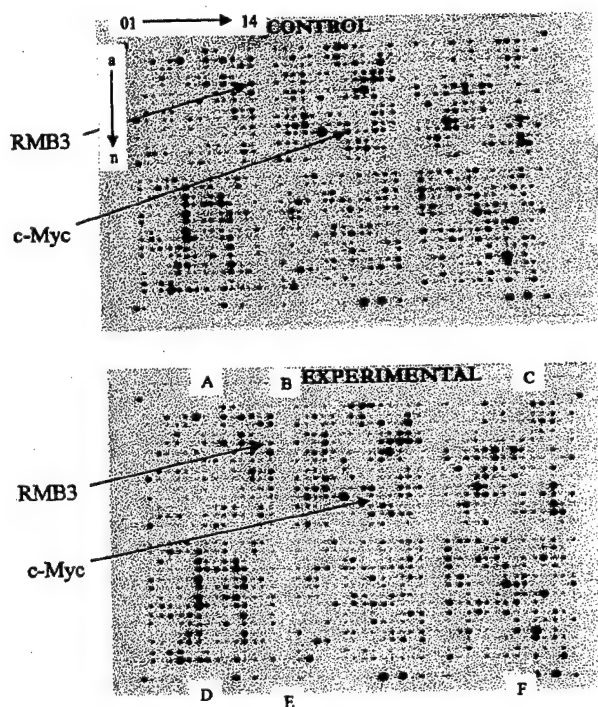 01 14
CONTROL
a
RMB3
n
c-Myc
A B EXPERIMENTAL C
RMB3
c-Myc
D E F